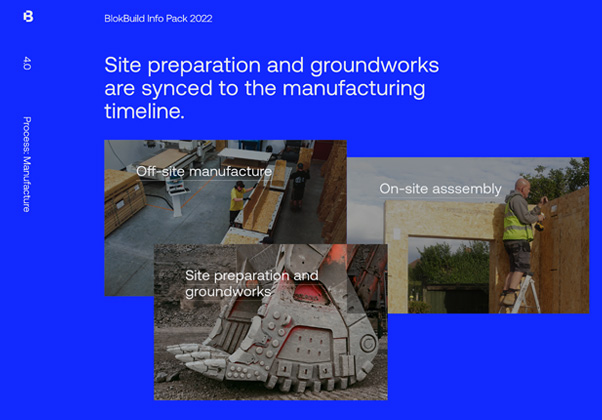 B
BlokBuild Info Pack 2022
4.0
Process: Manufacture
Site preparation and groundworks
are synced to the manufacturing
timeline.
Off-site manufacture
On-site asssembly
Site preparation and
groundworks